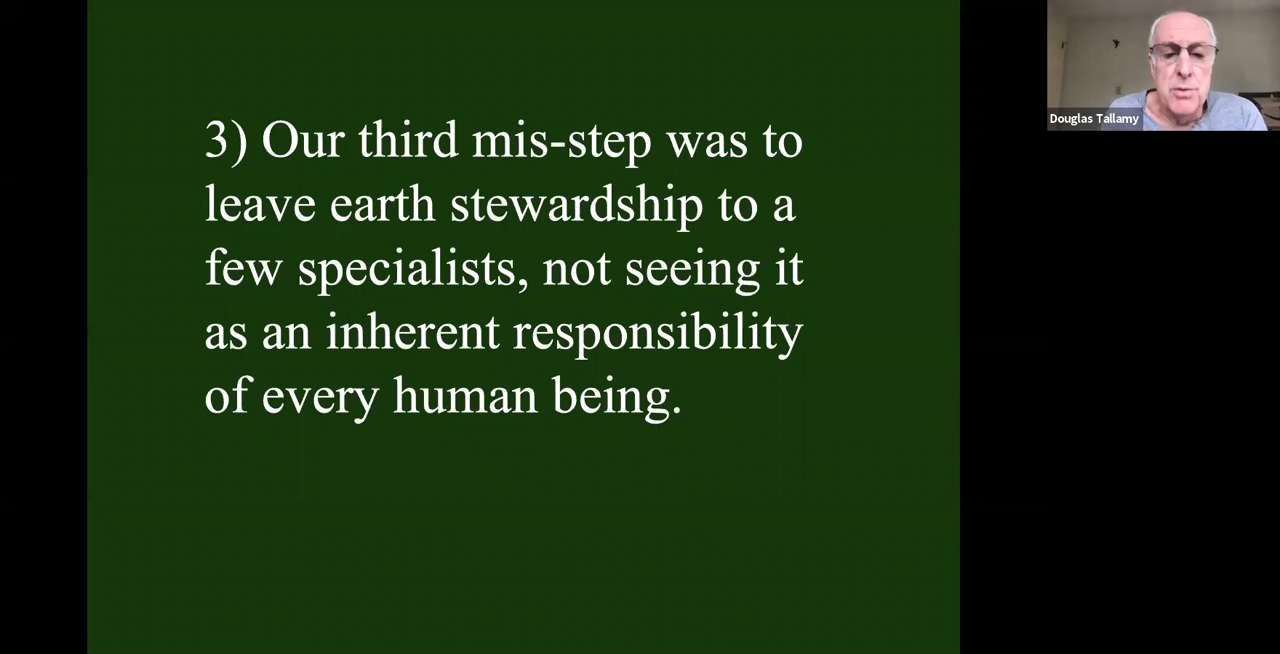 3) Our third mis-step was to
leave earth stewardship to a
few specialists, not seeing it
as an inherent responsibility
of every human being.
Douglas Tallamy